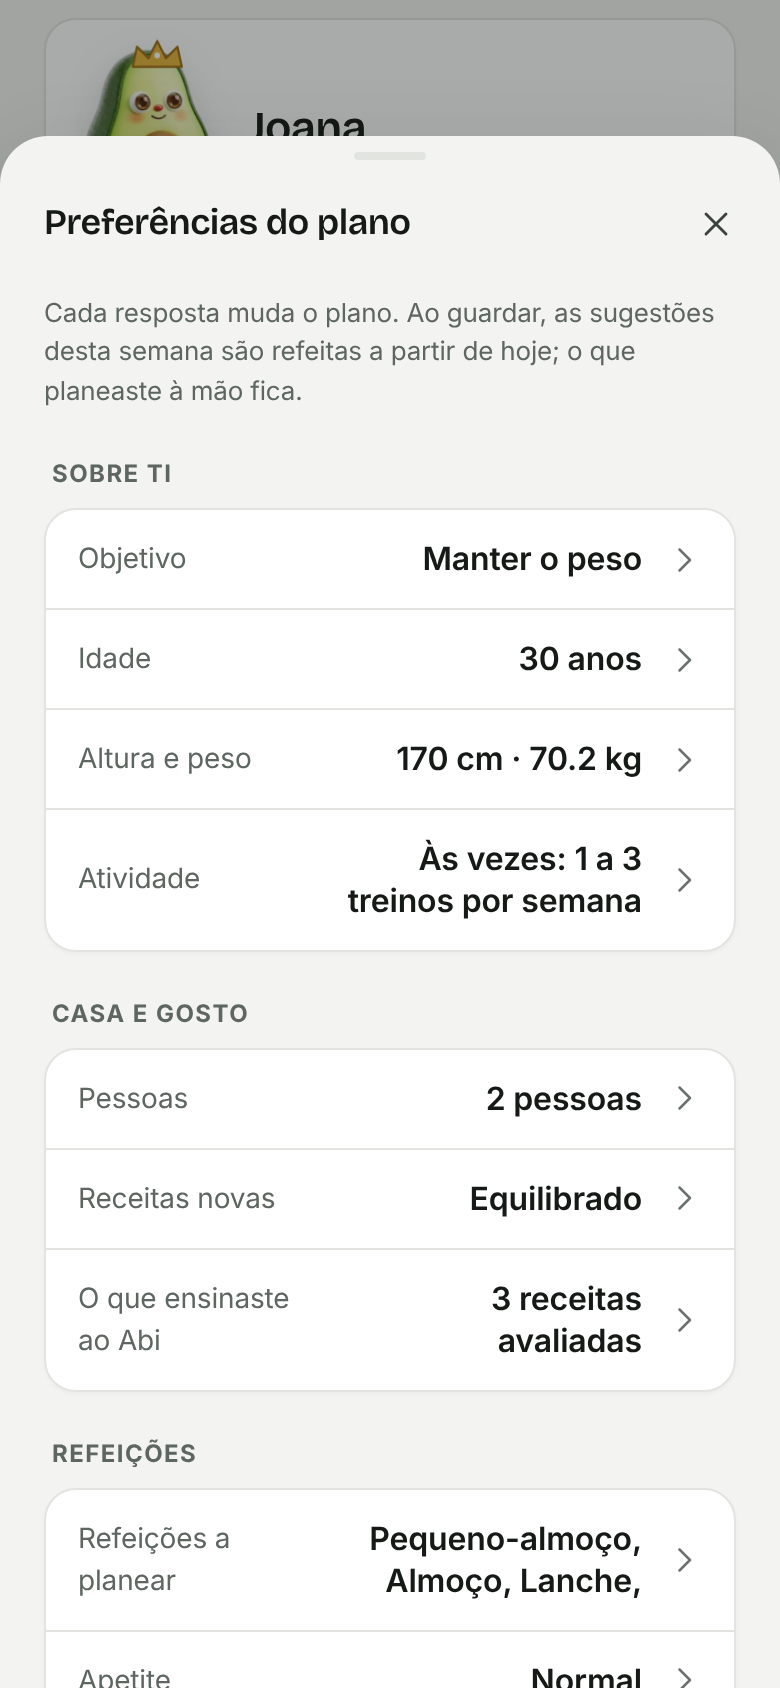 Joana
Preferências do plano
Cada resposta muda o plano. Ao guardar, as sugestões
desta semana são refeitas a partir de hoje; o que
planeaste à mão fica.
SOBRE TI
Objetivo
Manter o peso
Idade
30 anos
Altura e peso
170 cm · 70.2 kg
Atividade
Às vezes: 1 a 3
treinos por semana
CASA E GOSTO
Pessoas
2 pessoas
Receitas novas
Equilibrado
O que ensinaste
ao Abi
3 receitas
avaliadas
REFEIÇÕES
Refeições a
planear
Pequeno-almoço,
Almoço, Lanche,
Apetite
Normal